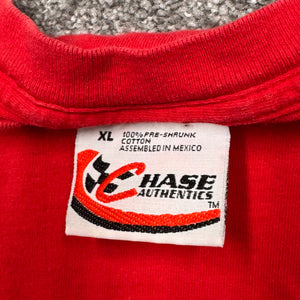 XL 100% PRE-SHRUNK
COTTON
ASSEMBLED IN MEXICO
CHASE
AUTHENTICS
TM